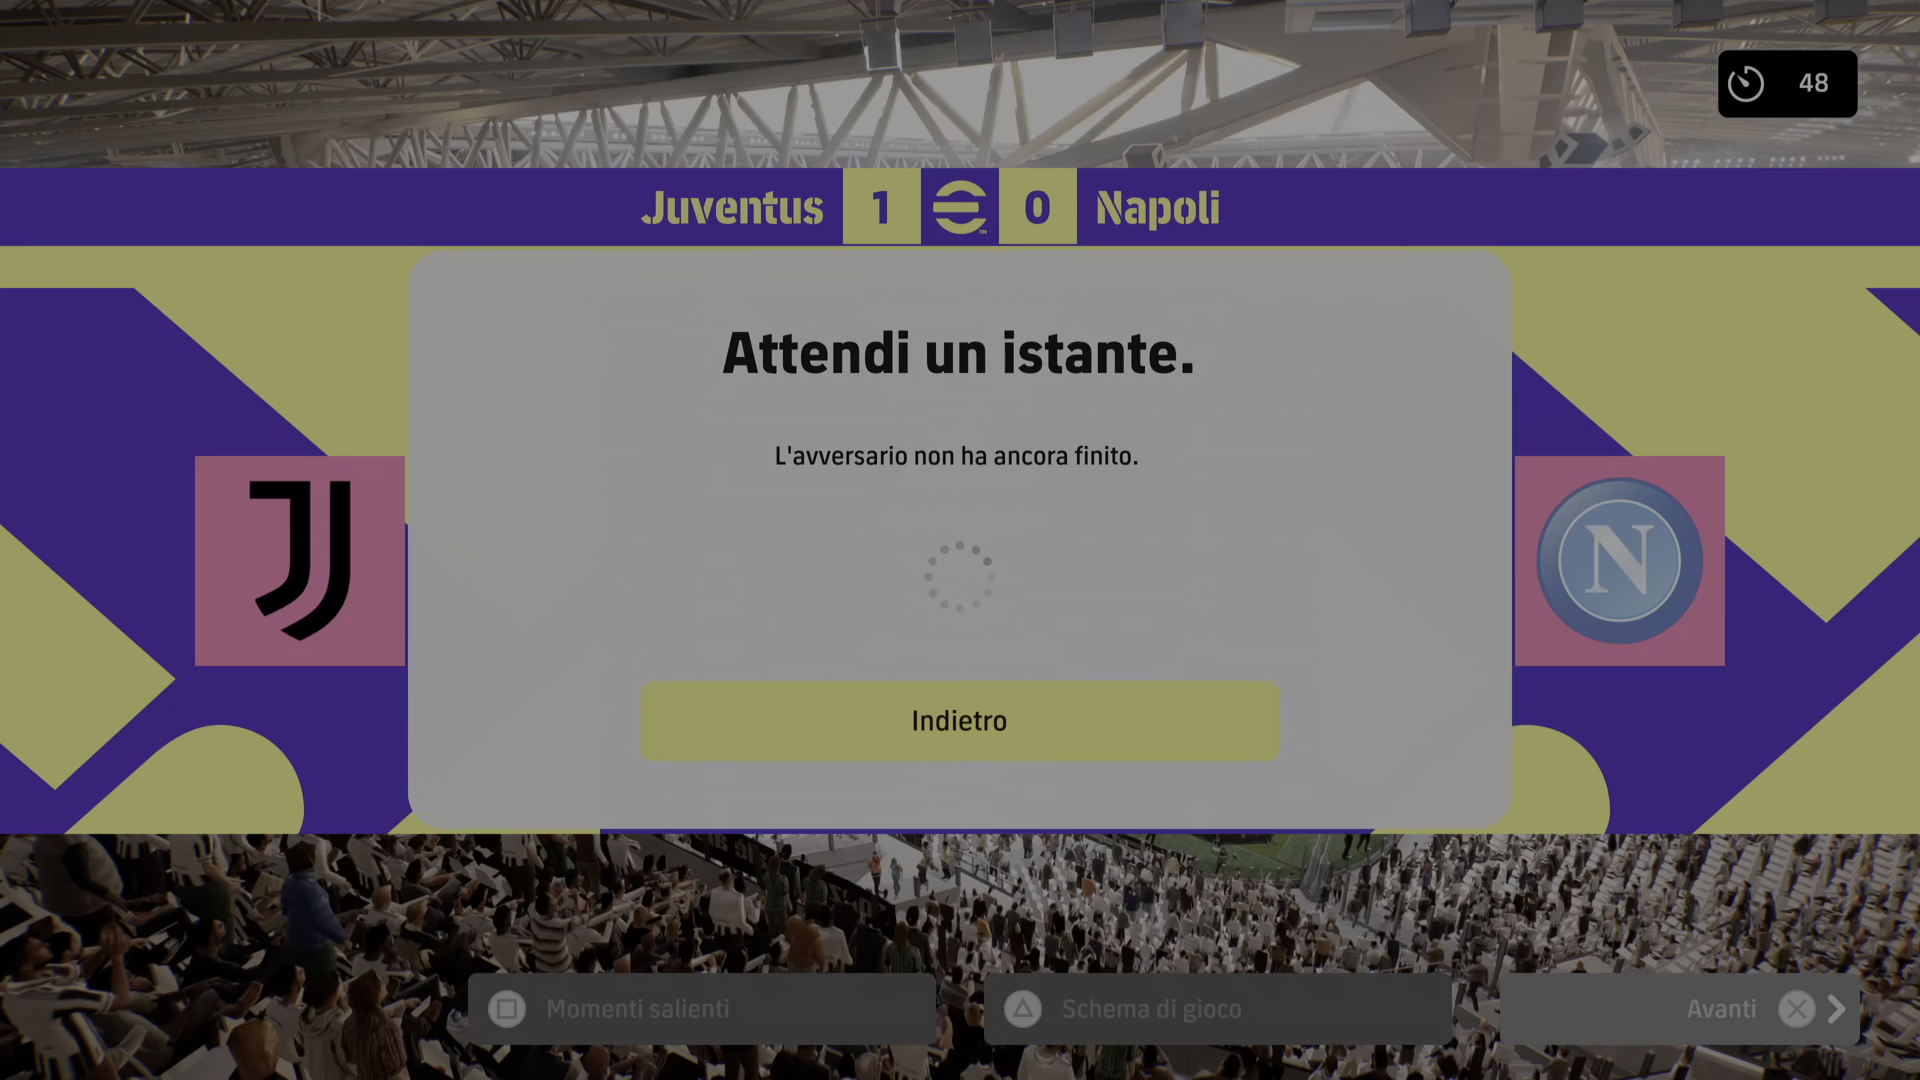 48
Juventus 1 0 Napoli
Attendi un istante.
L'avversario non ha ancora finito.
N
Indietro
Momenti salienti
Schema di gioco
Avanti